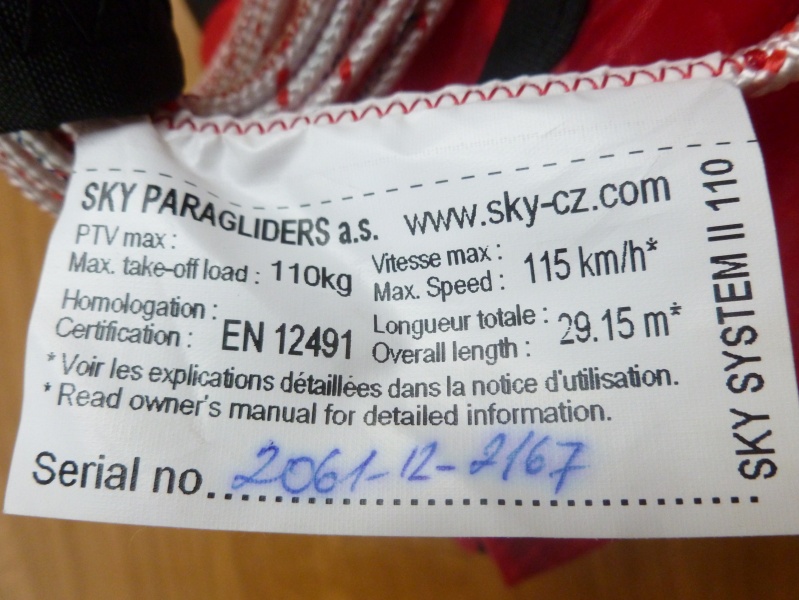 SKY PARAGLIDERS a.s. www.sky-cz.com
PTV max :
Max. take-off load : 110kg
Vitesse max :
Max. Speed : 115 km/h*
Homologation :
Certification : EN 12491
Longueur totale :
Overall length : 29.15 m*
* Voir les explications détaillées dans la notice d'utilisation.
* Read owner's manual for detailed information.
Serial no. 2061-12-2167
SKY SYSTEM II 110